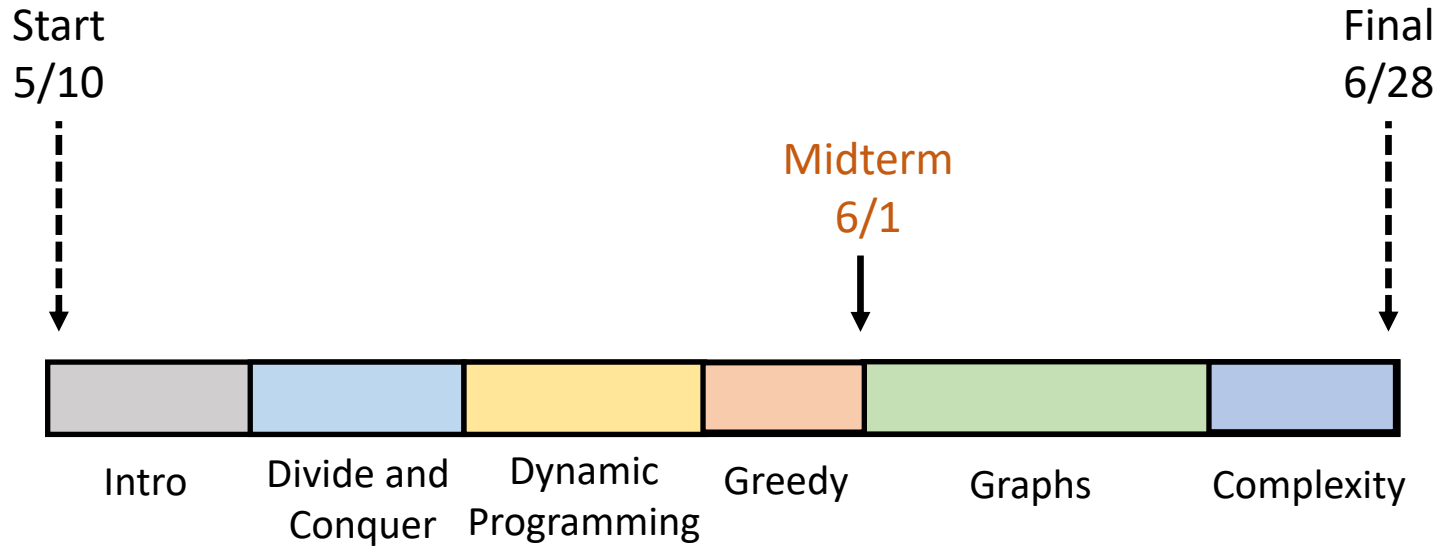 Start
5/10
Final
6/28
Midterm
6/1
Intro
Divide and
Conquer
Dynamic
Programming
Greedy
Graphs
Complexity